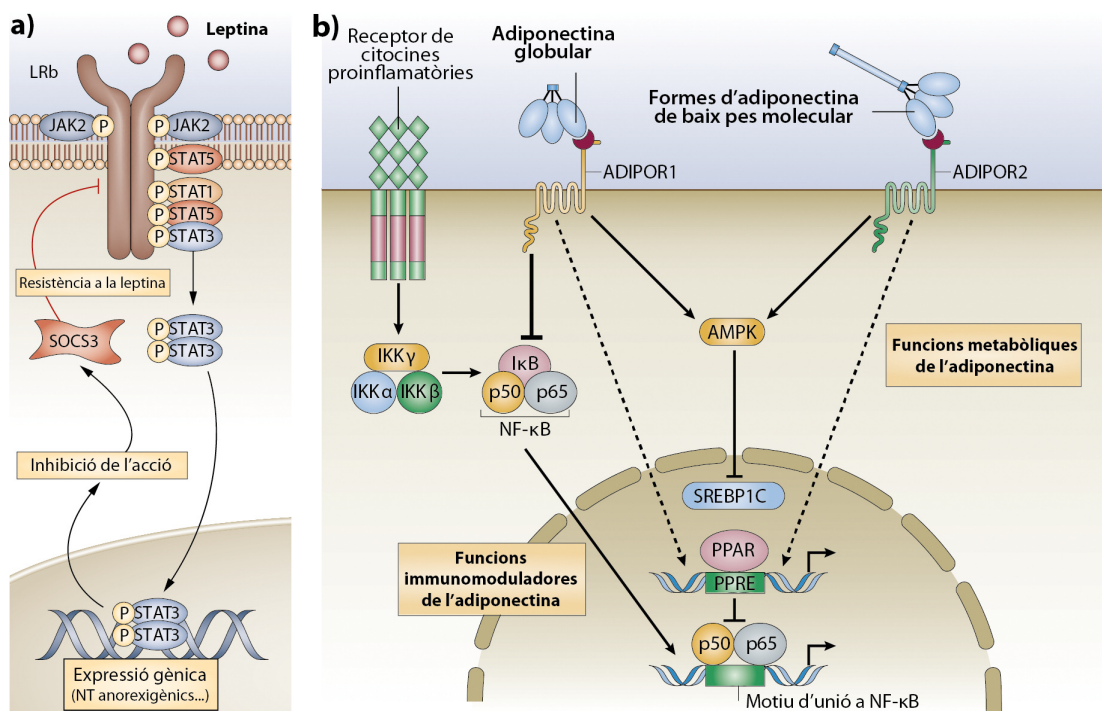 a)
Leptina
LRb
JAK2
P
P
JAK2
P
STAT5
P
STAT1
P
STAT5
P
STAT3
Resistència a la leptina
SOCS3
P
STAT3
P
STAT3
Inhibició de l'acció
P
STAT3
P
STAT3
Expressió gènica
(NT anorexigènics...)
b)
Receptor de
citocines
proinflamatòries
Adiponectina
globular
Formes d'adiponectina
de baix pes molecular
ADIPOR1
ADIPOR2
IKK γ
IKK α
IKK β
IκB
p50
p65
NF-κB
AMPK
Funcions metabòliques
de l'adiponectina
SREBP1C
Funcions
immunomoduladores
de l'adiponectina
PPAR
PPRE
p50
p65
Motiu d'unió a NF-κB